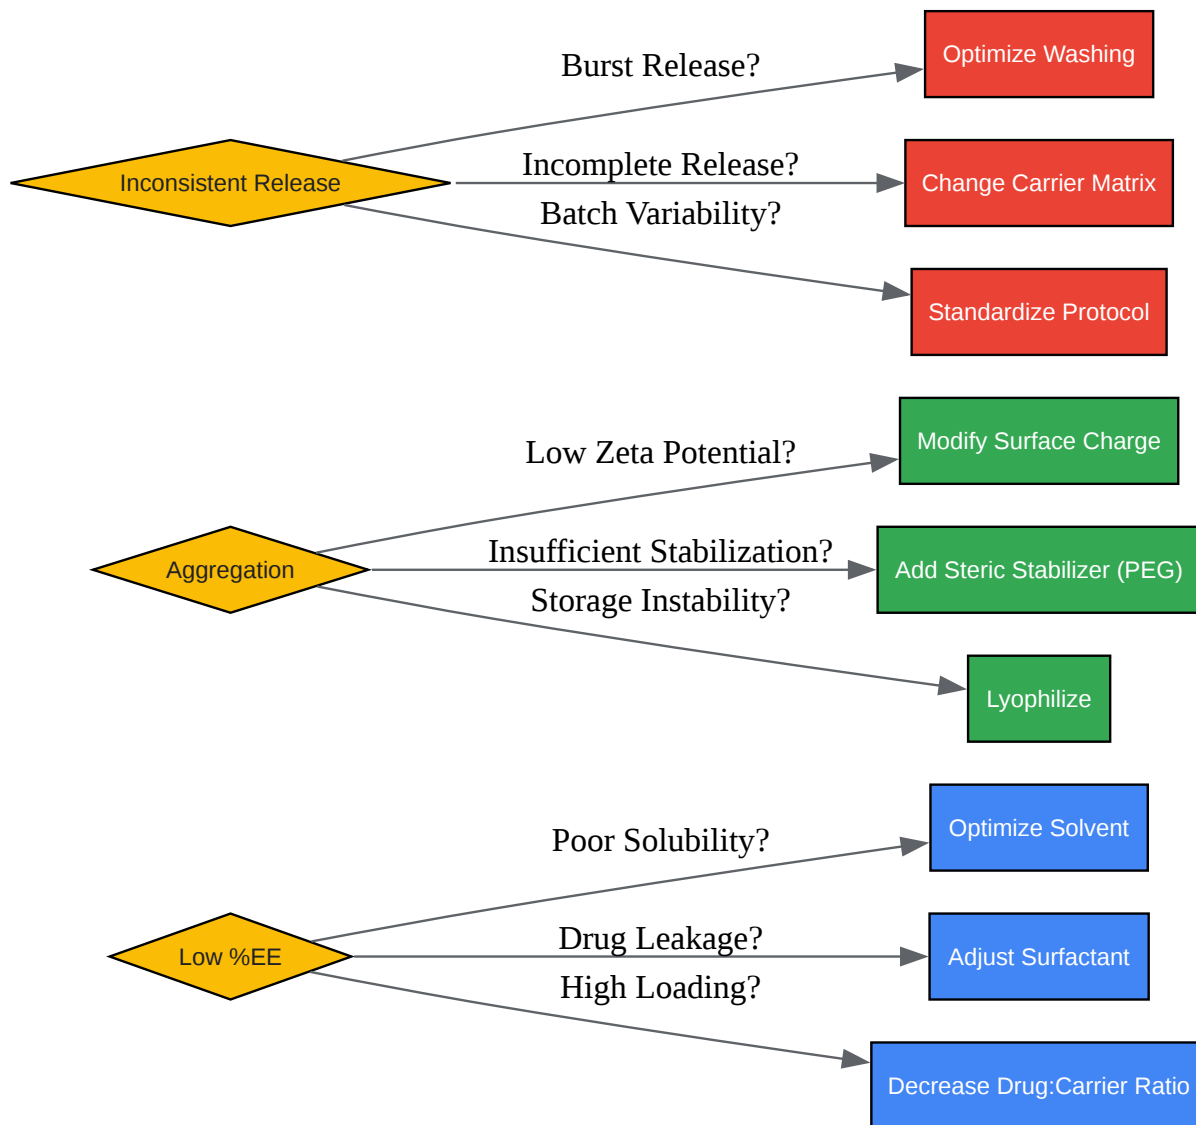 Burst Release?
Optimize Washing
Inconsistent Release
Incomplete Release?
Change Carrier Matrix
Batch Variability?
Standardize Protocol
Low Zeta Potential?
Modify Surface Charge
Aggregation
Insufficient Stabilization?
Add Steric Stabilizer (PEG)
Storage Instability?
Lyophilize
Poor Solubility?
Optimize Solvent
Low %EE
Drug Leakage?
Adjust Surfactant
High Loading?
Decrease Drug:Carrier Ratio